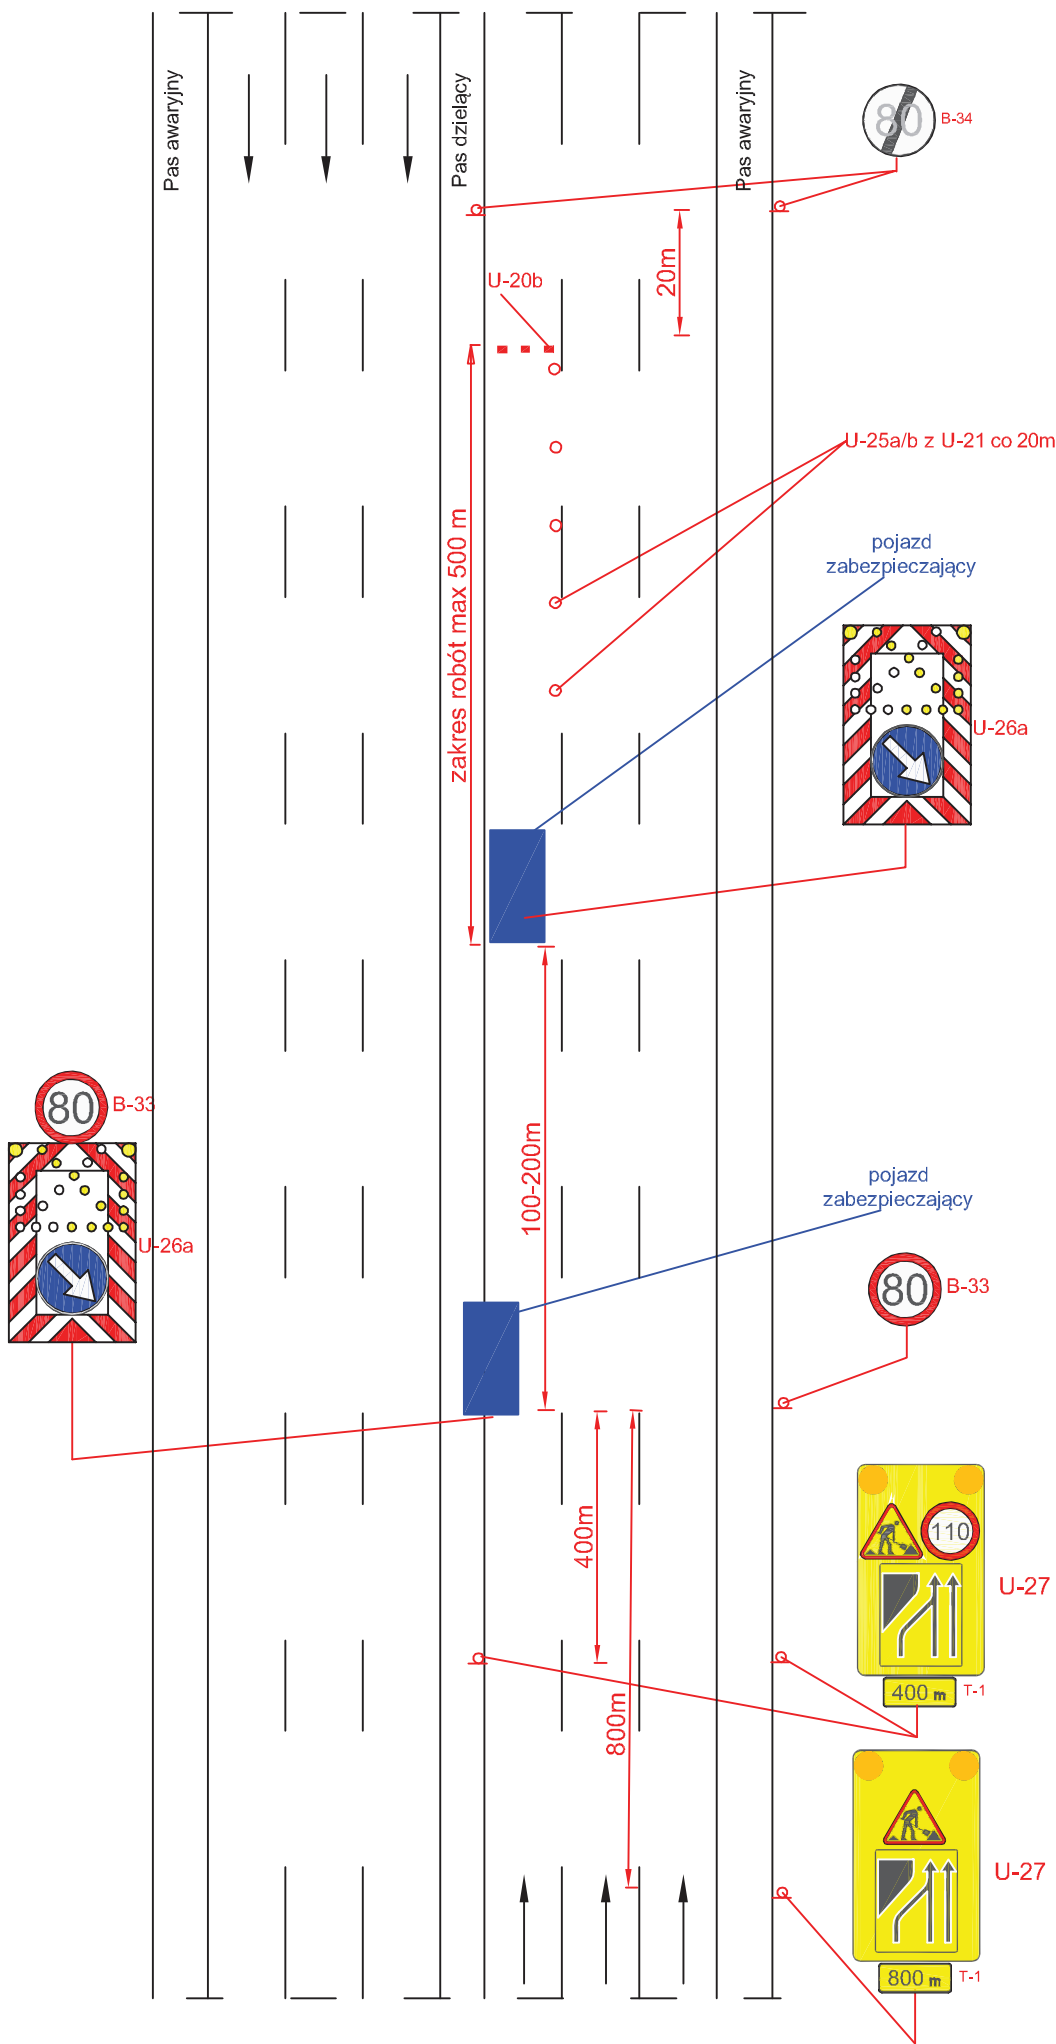 Pas awaryjny
Pas dzielący
Pas awaryjny
80
B-34
20m
U-20b
U-25a/b z U-21 co 20m
zakres robót max 500 m
pojazd
zabezpieczający
U-26a
80
B-33
100-200m
U-26a
pojazd
zabezpieczający
80
B-33
400m
110
U-27
400 m
T-1
800m
U-27
800 m
T-1